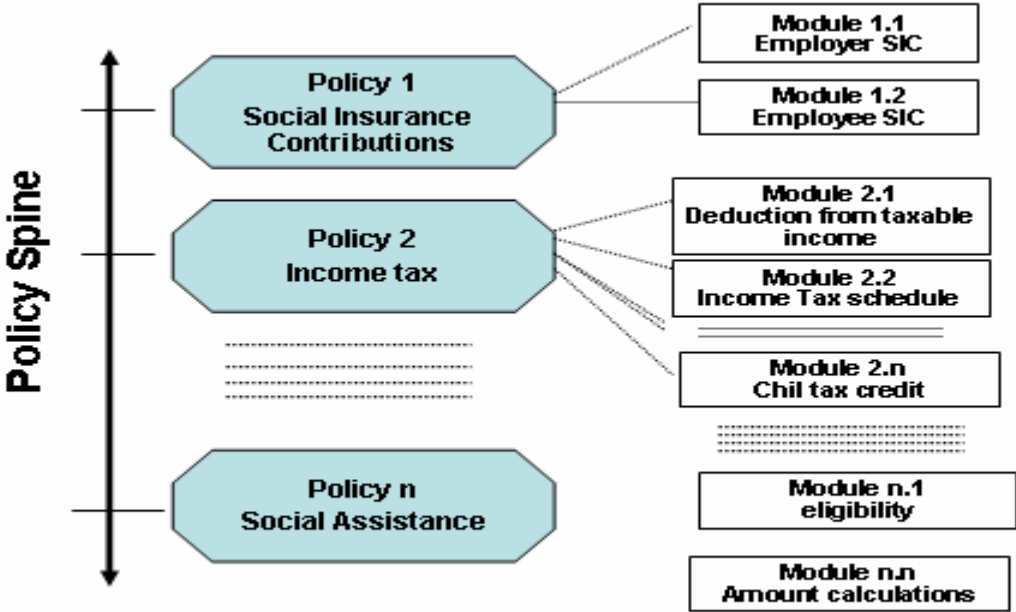 Policy Spine
Policy 1
Social Insurance
Contributions
Module 1.1
Employer SIC
Module 1.2
Employee SIC
Policy 2
Income tax
Module 2.1
Deduction from taxable
income
Module 2.2
Income Tax schedule
Module 2.n
Chil tax credit
Policy n
Social Assistance
Module n.1
eligibility
Module n.n
Amount calculations